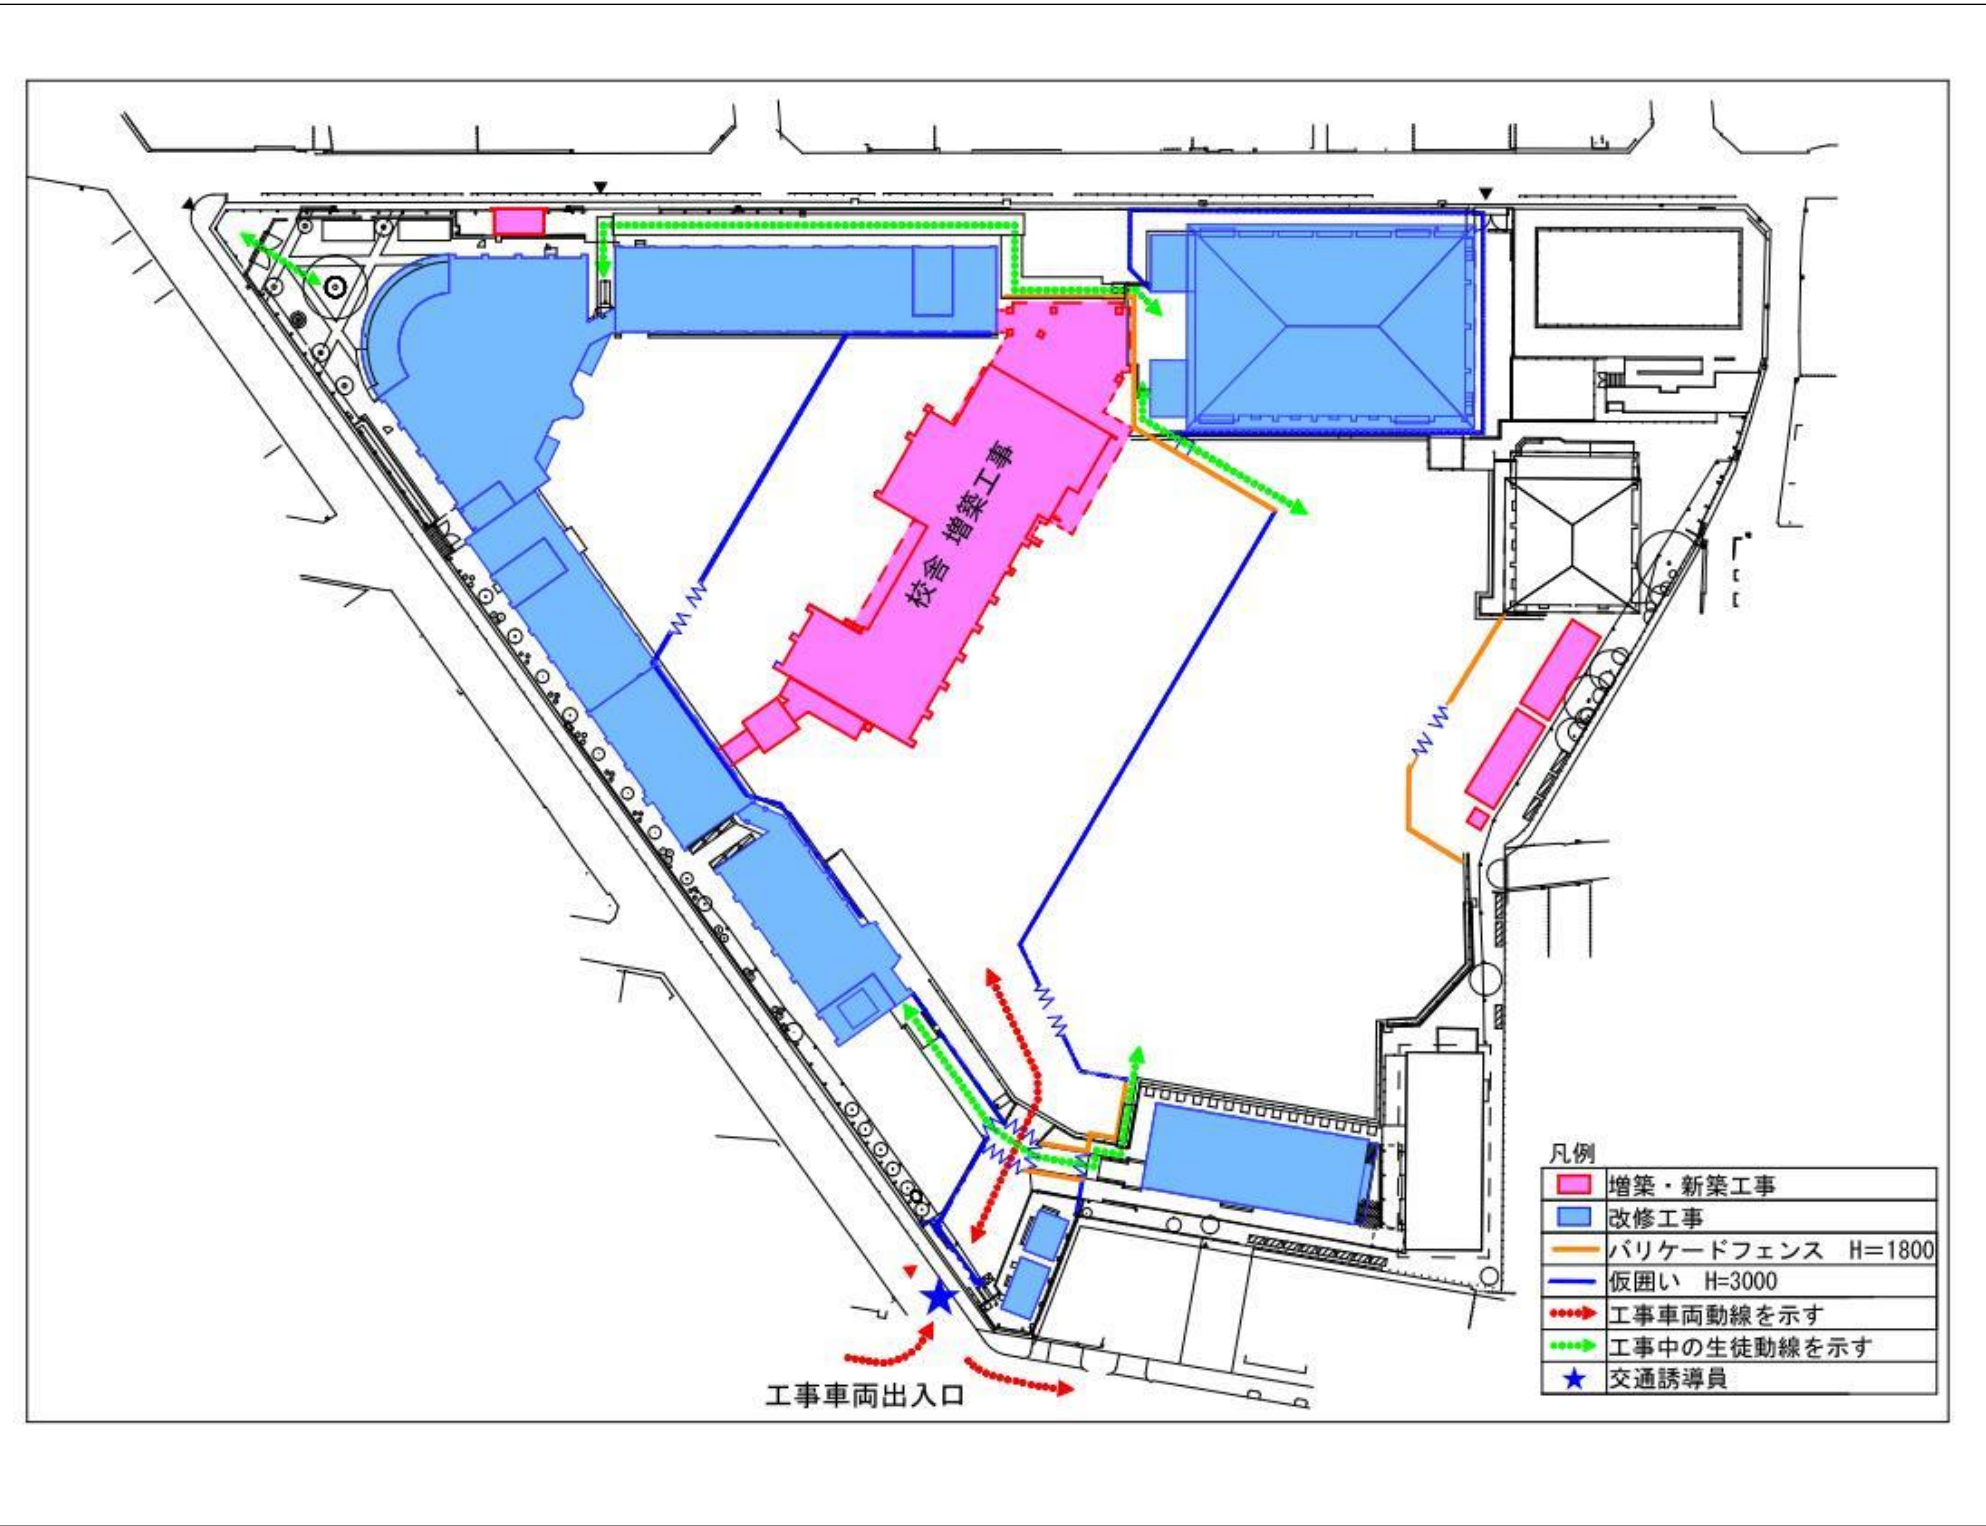 校舎 増築工事
凡例
増築・新築工事
改修工事
バリケードフェンス H=1800
仮囲い H=3000
工事車両動線を示す
工事中の生徒動線を示す
交通誘導員
工事車両出入口